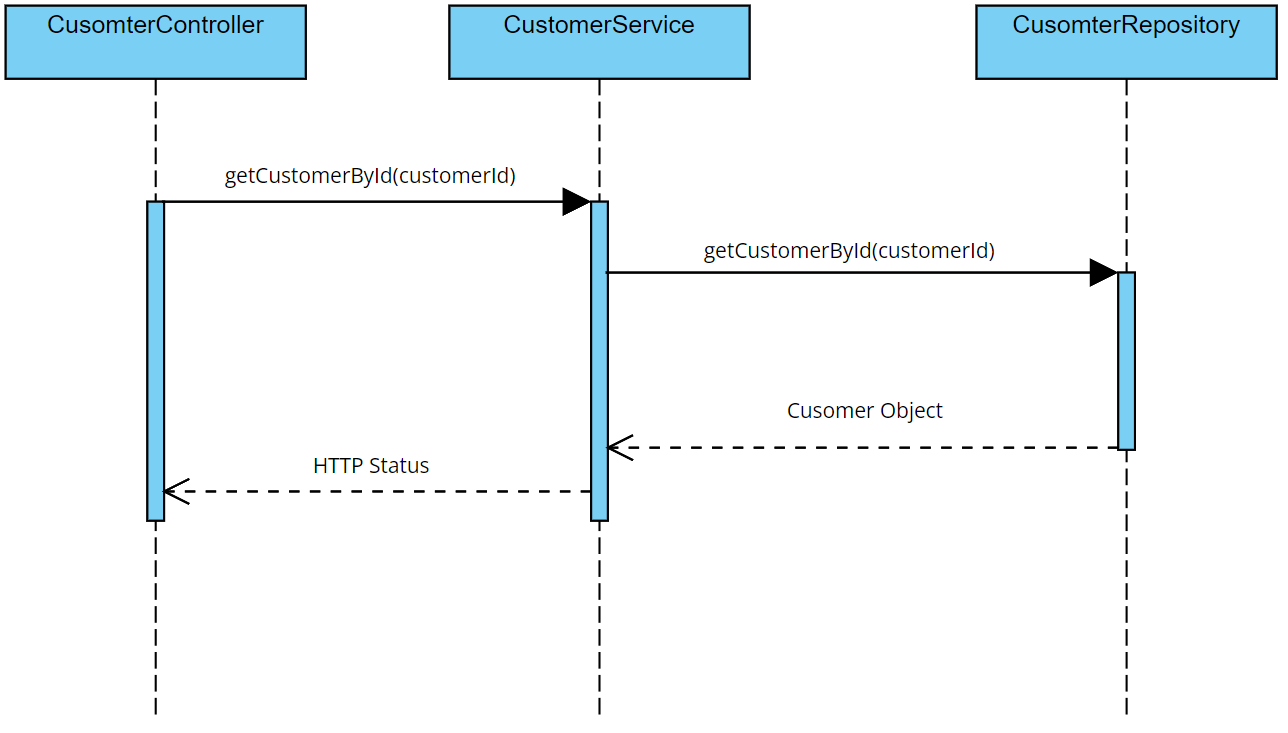 CusomterController
CustomerService
CusomterRepository
getCustomerById(customerId)
getCustomerById(customerId)
Cusomer Object
HTTP Status